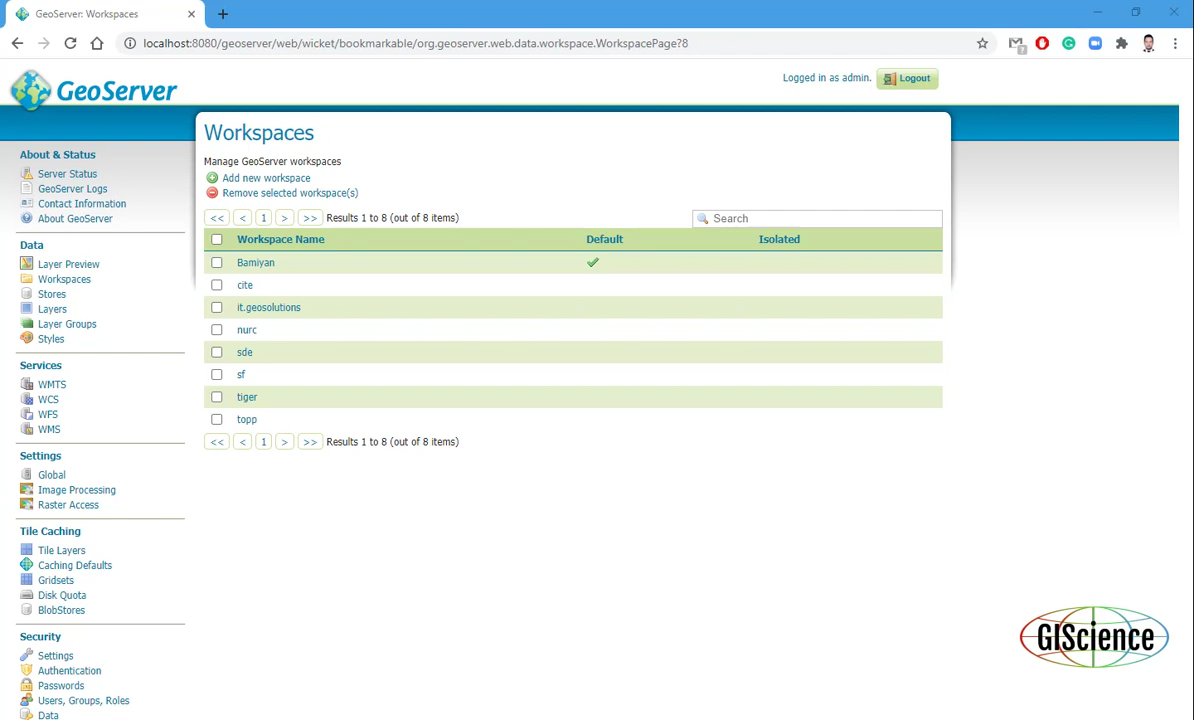 GeoServer: Workspaces
localhost:8080/geoserver/web/wicket/bookmarkable/org.geoserver.web.data.workspace.WorkspacePage?8
GeoServer
Logged in as admin.
Logout
About & Status
Server Status
GeoServer Logs
Contact Information
About GeoServer
Data
Layer Preview
Workspaces
Stores
Layers
Layer Groups
Styles
Services
WMTS
WCS
WFS
WMS
Settings
Global
Image Processing
Raster Access
Tile Caching
Tile Layers
Caching Defaults
Gridsets
Disk Quota
BlobStores
Security
Settings
Authentication
Passwords
Users, Groups, Roles
Data
Workspaces
Manage GeoServer workspaces
Add new workspace
Remove selected workspace(s)
<< < 1 > >> Results 1 to 8 (out of 8 items)
Search
Workspace Name Default Isolated
Bamiyan
cite
it.geosolutions
nurc
sde
sf
tiger
topp
<< < 1 > >> Results 1 to 8 (out of 8 items)
GIScience